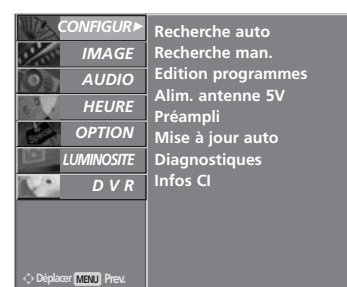 CONFIGUR►
IMAGE
AUDIO
HEURE
OPTION
LUMINOSITE
D V R
Déplacer MENU Prev.
Recherche auto
Recherche man.
Edition programmes
Alim. antenne 5V
Préampli
Mise à jour auto
Diagnostiques
Infos CI